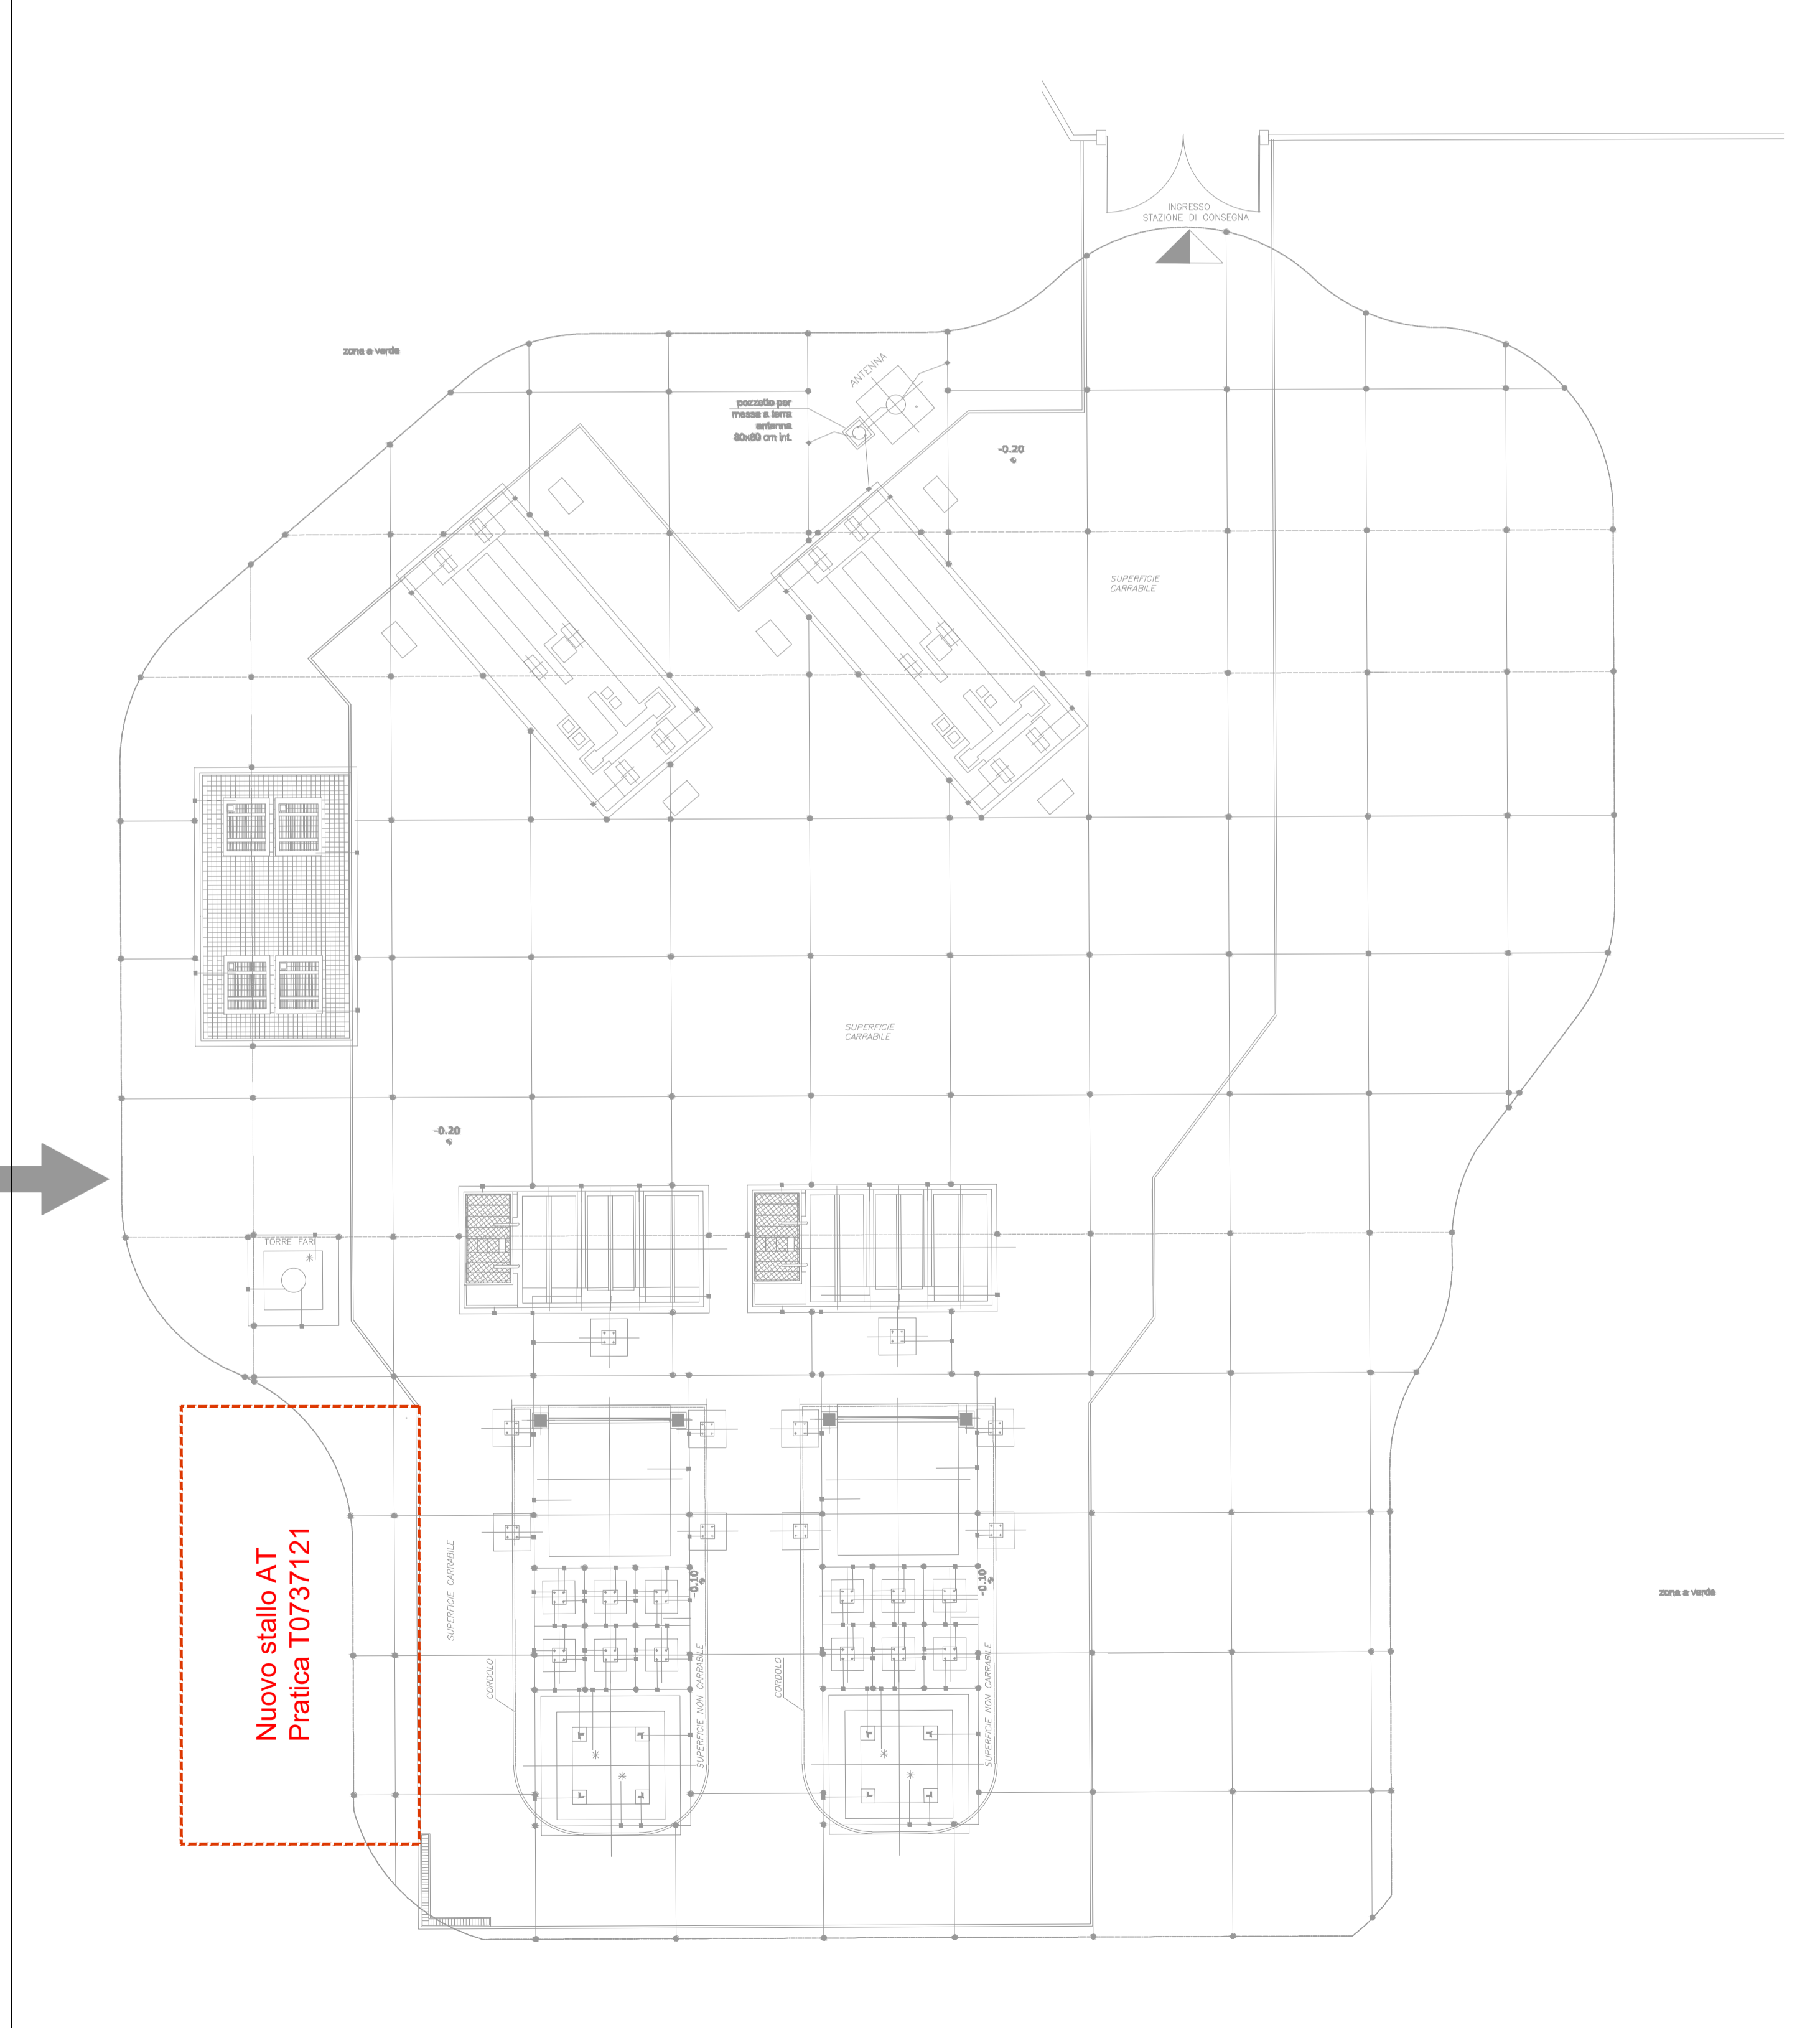 INGRESSO
STAZIONE DI CONSEGNA
zona a verde
ANTENNA
pozzetto per
messa a terra
antenna
80x80 cm int.
-0.20
SUPERFICIE
CARRABILE
SUPERFICIE
CARRABILE
-0.20
TORRE FARI
Nuovo stallo AT
Pratica T0737121
SUPERFICIE CARRABILE
CORDOLO
-0.10
SUPERFICIE NON CARRABILE
CORDOLO
-0.10
SUPERFICIE NON CARRABILE
zona a verde